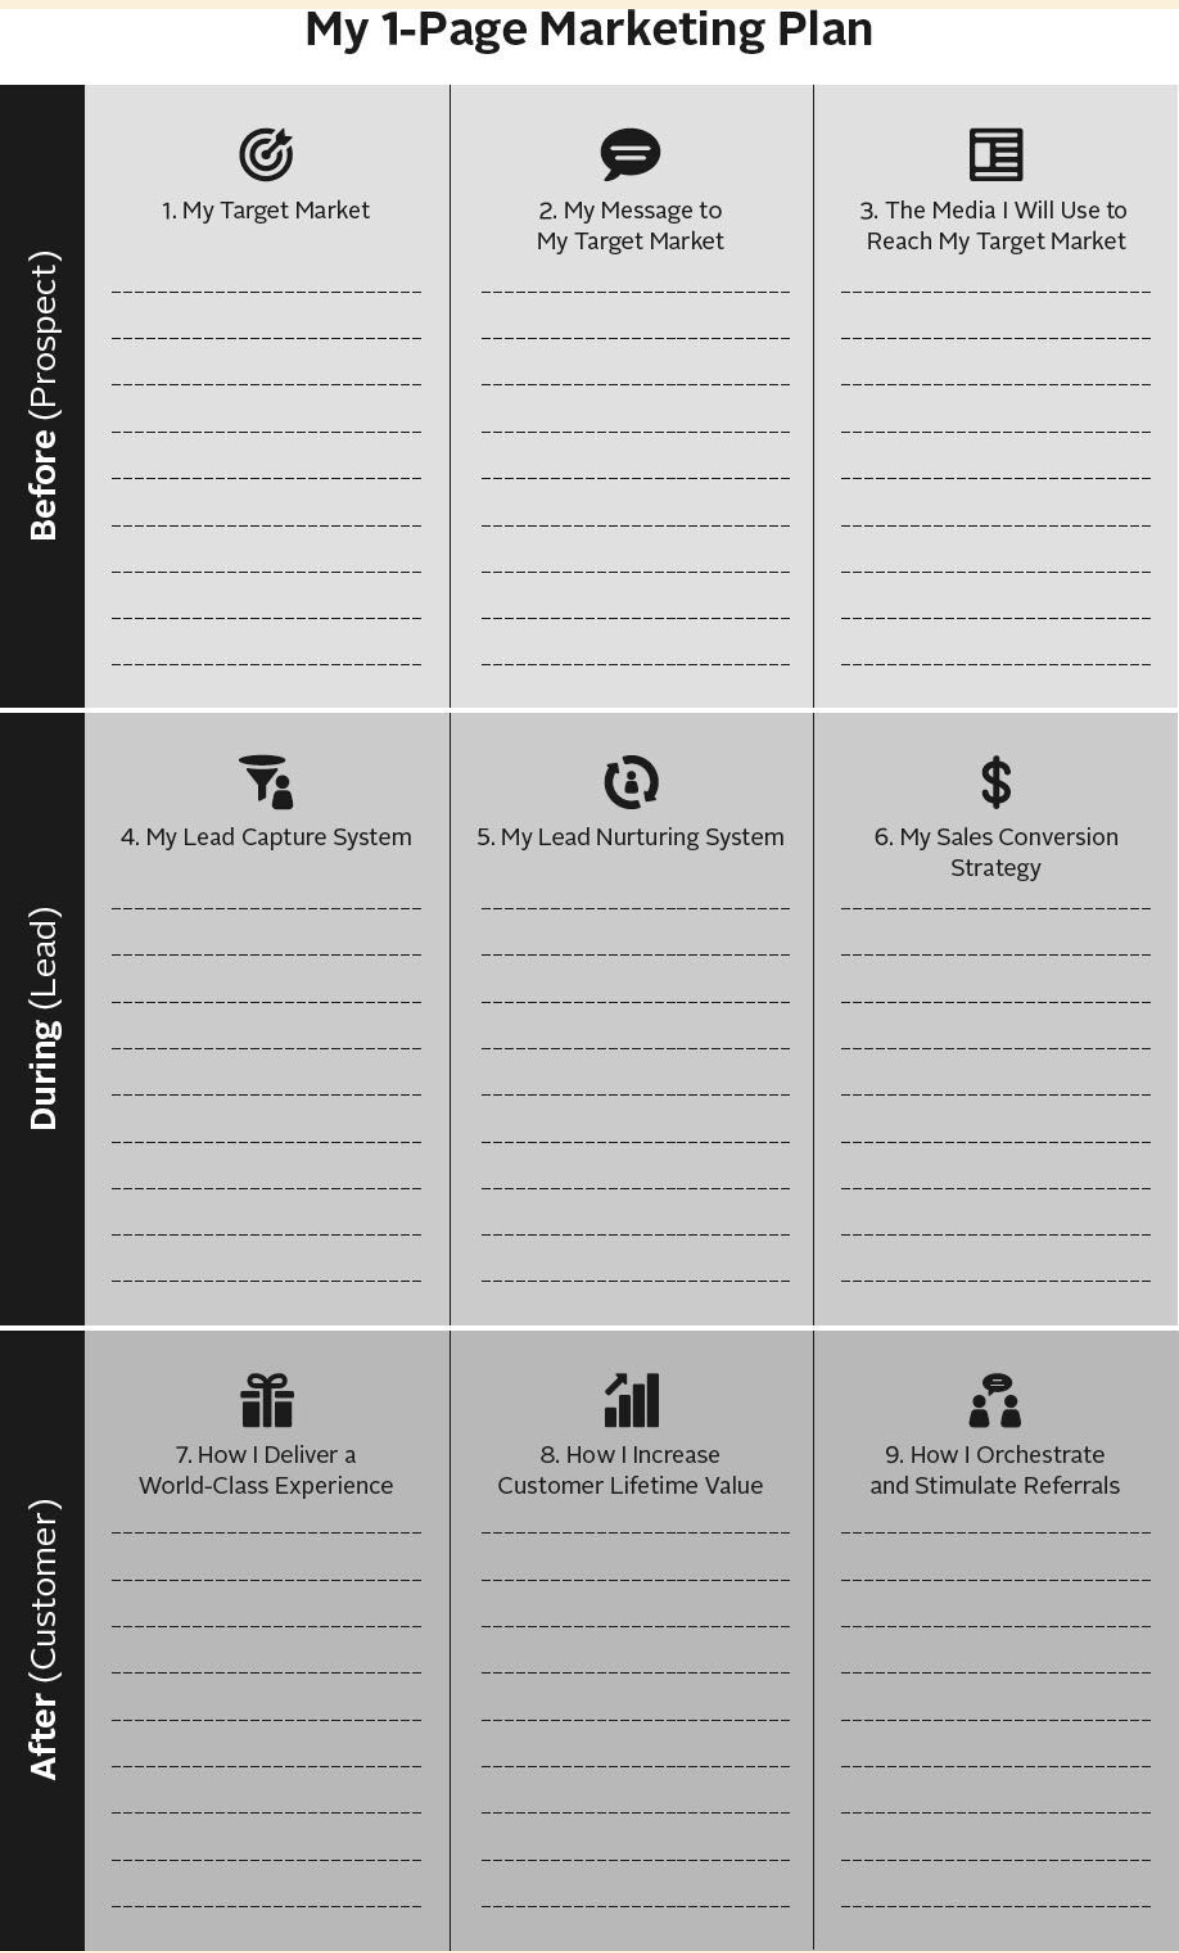 My 1-Page Marketing Plan
Before (Prospect)
1. My Target Market
2. My Message to
My Target Market
3. The Media I Will Use to
Reach My Target Market
During (Lead)
4. My Lead Capture System
5. My Lead Nurturing System
6. My Sales Conversion
Strategy
After (Customer)
7. How I Deliver a
World-Class Experience
8. How I Increase
Customer Lifetime Value
9. How I Orchestrate
and Stimulate Referrals